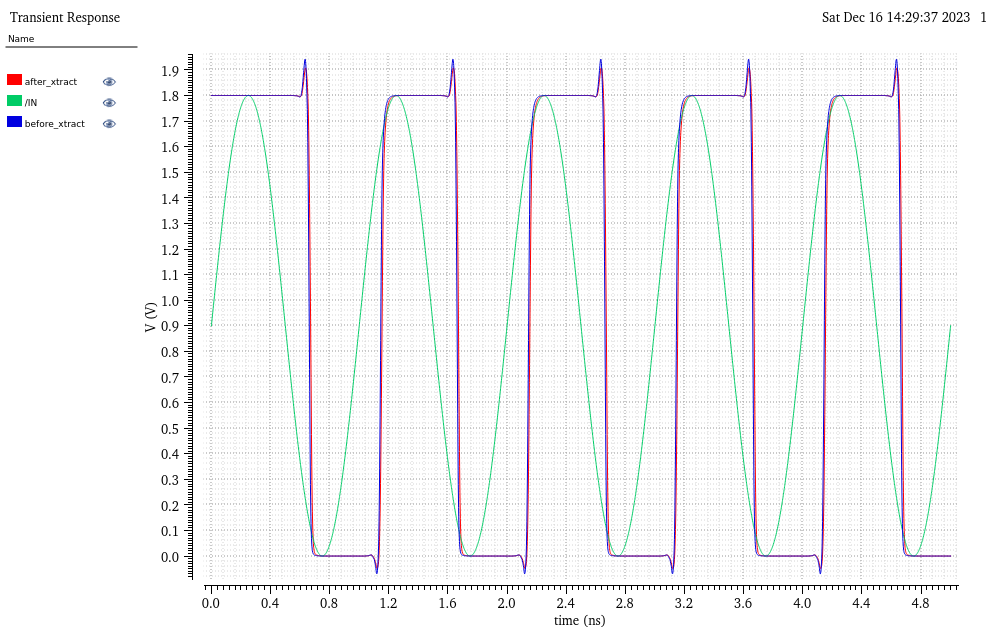 Transient Response
Sat Dec 16 14:29:37 2023 1
Name
after_xtract
/IN
before_xtract
V (V)
1.9
1.8
1.7
1.6
1.5
1.4
1.3
1.2
1.1
1.0
0.9
0.8
0.7
0.6
0.5
0.4
0.3
0.2
0.1
0.0
0.0 0.4 0.8 1.2 1.6 2.0 2.4 2.8 3.2 3.6 4.0 4.4 4.8
time (ns)